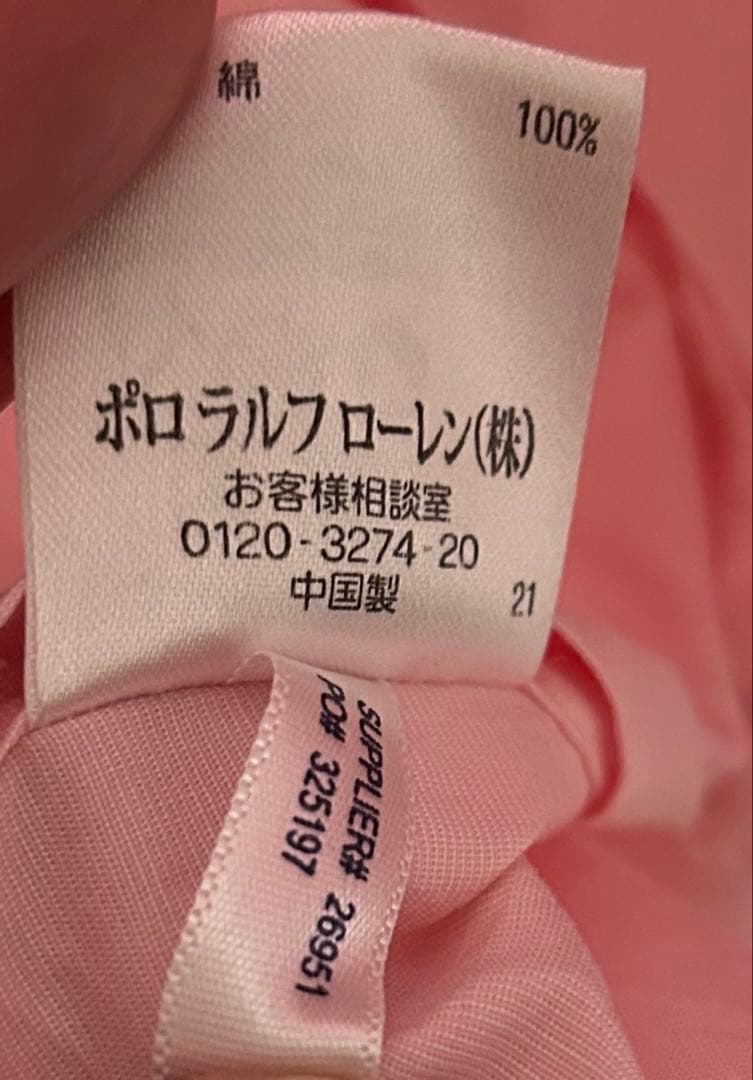 綿 100%
ポロ ラルフ ローレン(株)
お客様相談室
0120-3274-20
中国製 21
SUPPLIER# 26951
PO# 325197